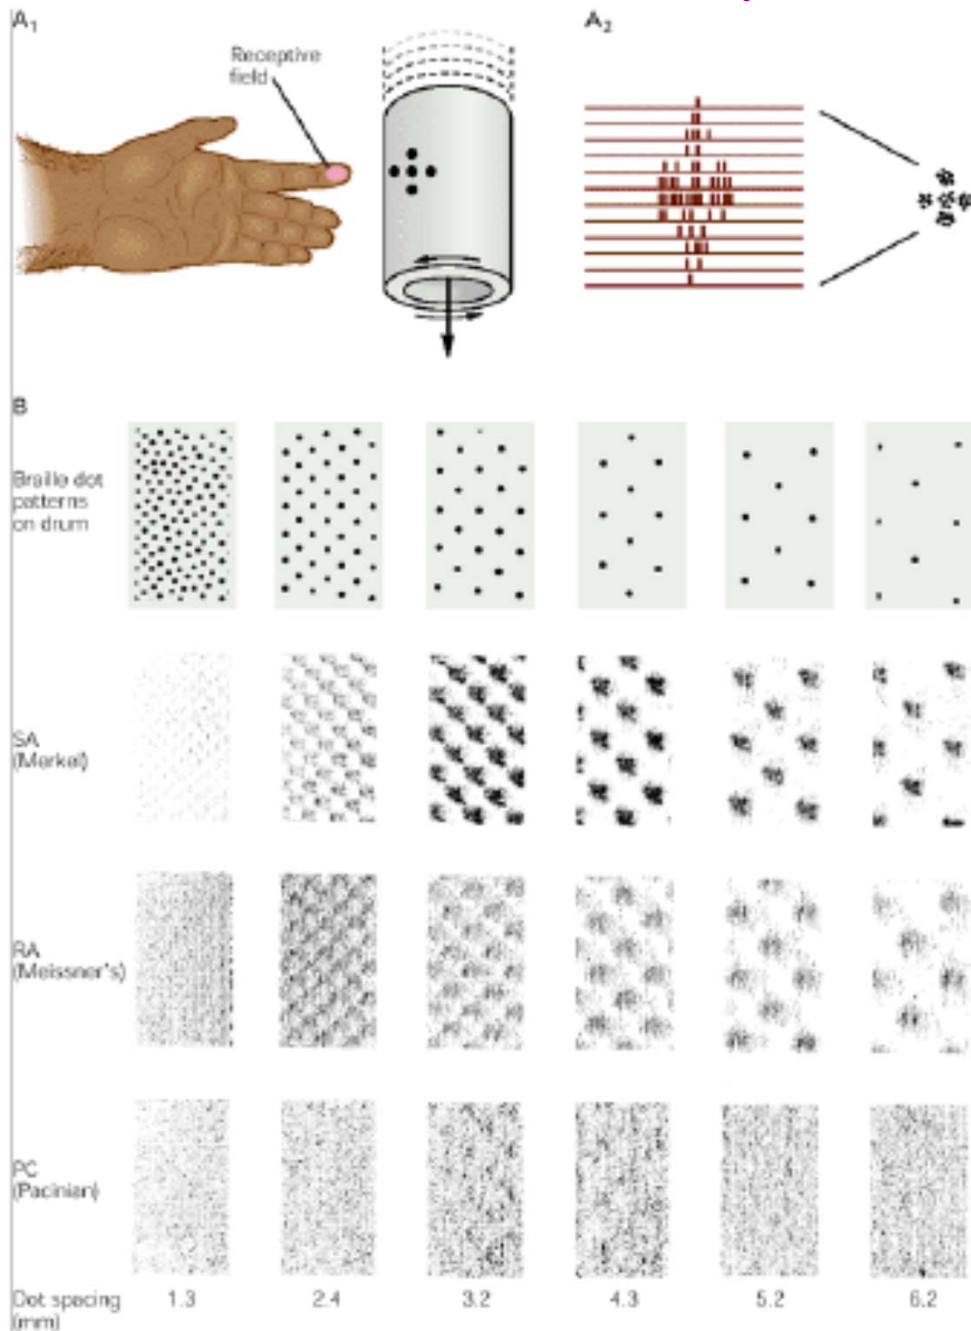 A1
A2
Receptive
field
B
Braille dot
patterns
on drum
SA
(Merkel)
RA
(Meissner's)
PC
(Pacinian)
Dot spacing
(mm)
1.3
2.4
3.2
4.3
5.2
6.2